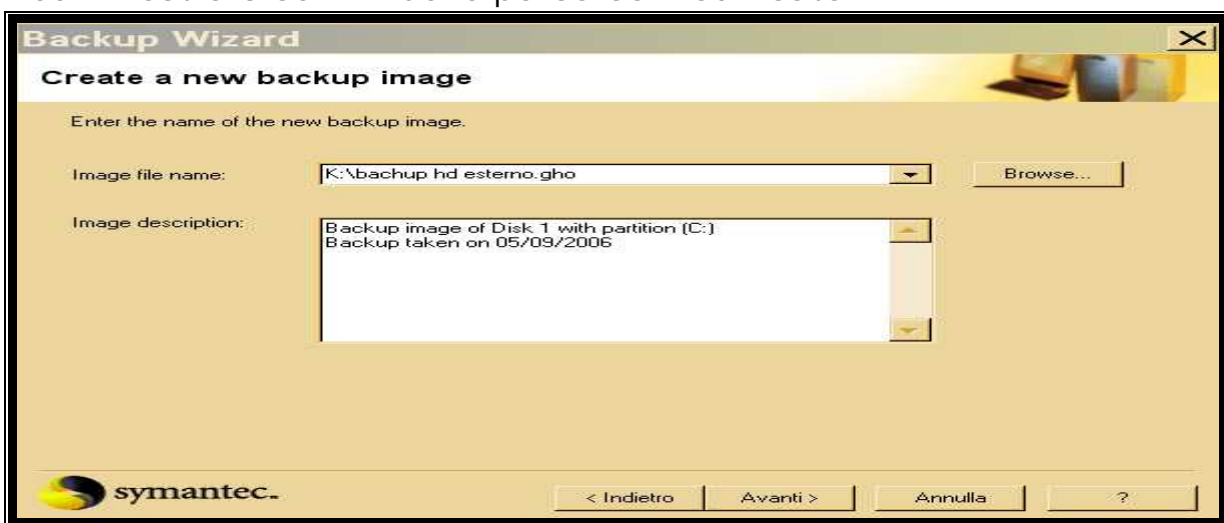 Backup Wizard
Create a new backup image
Enter the name of the new backup image.
Image file name: K:\bachup hd esterno.gho Browse...
Image description: Backup image of Disk 1 with partition (C:)
Backup taken on 05/09/2006
symantec. < Indietro Avanti > Annulla ?